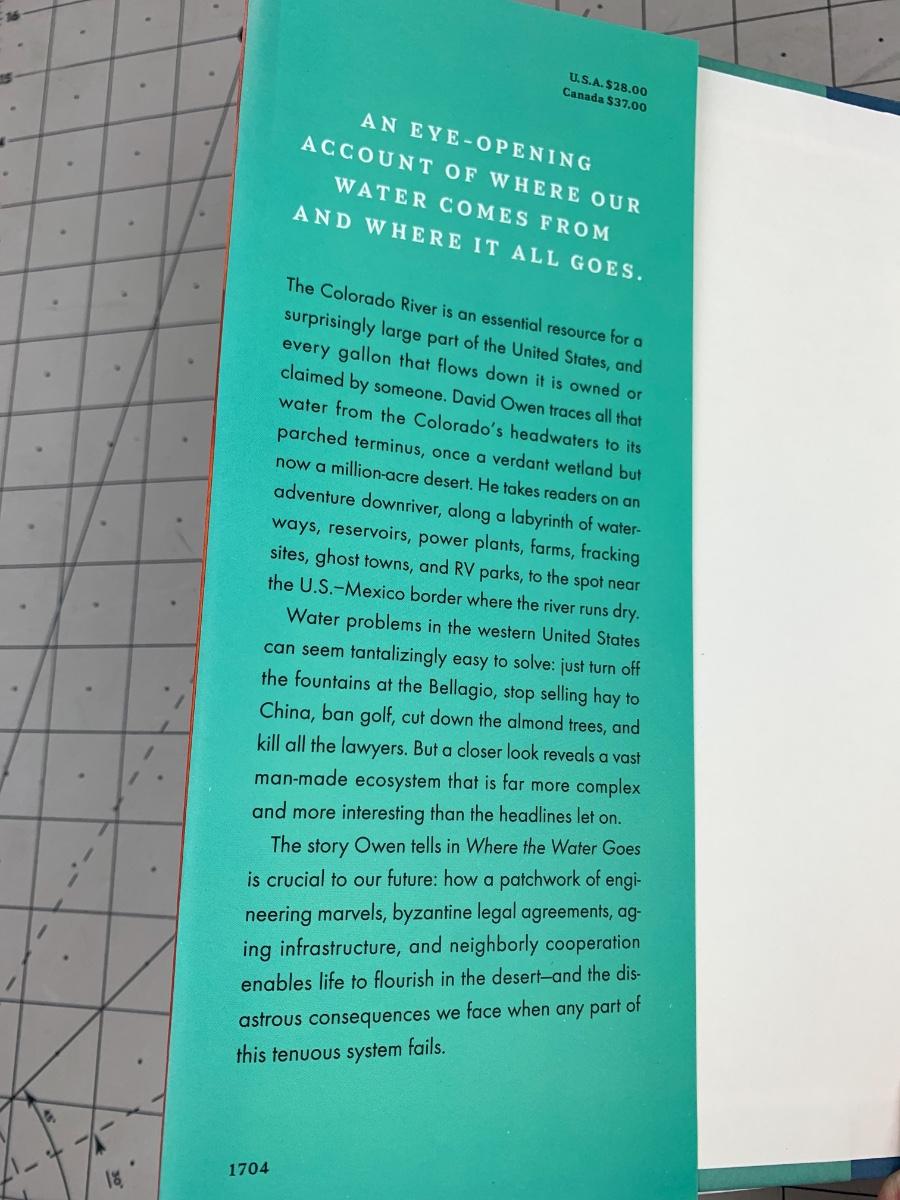 U.S.A. $28.00
Canada $37.00
AN EYE-OPENING
ACCOUNT OF WHERE OUR
WATER COMES FROM
AND WHERE IT ALL GOES.
The Colorado River is an essential resource for a
surprisingly large part of the United States, and
every gallon that flows down it is owned or
claimed by someone. David Owen traces all that
water from the Colorado's headwaters to its
parched terminus, once a verdant wetland but
now a million-acre desert. He takes readers on an
adventure downriver, along a labyrinth of water-
ways, reservoirs, power plants, farms, fracking
sites, ghost towns, and RV parks, to the spot near
the U.S.–Mexico border where the river runs dry.
Water problems in the western United States
can seem tantalizingly easy to solve: just turn off
the fountains at the Bellagio, stop selling hay to
China, ban golf, cut down the almond trees, and
kill all the lawyers. But a closer look reveals a vast
man-made ecosystem that is far more complex
and more interesting than the headlines let on.
The story Owen tells in Where the Water Goes
is crucial to our future: how a patchwork of engi-
neering marvels, byzantine legal agreements, ag-
ing infrastructure, and neighborly cooperation
enables life to flourish in the desert—and the dis-
astrous consequences we face when any part of
this tenuous system fails.
1704